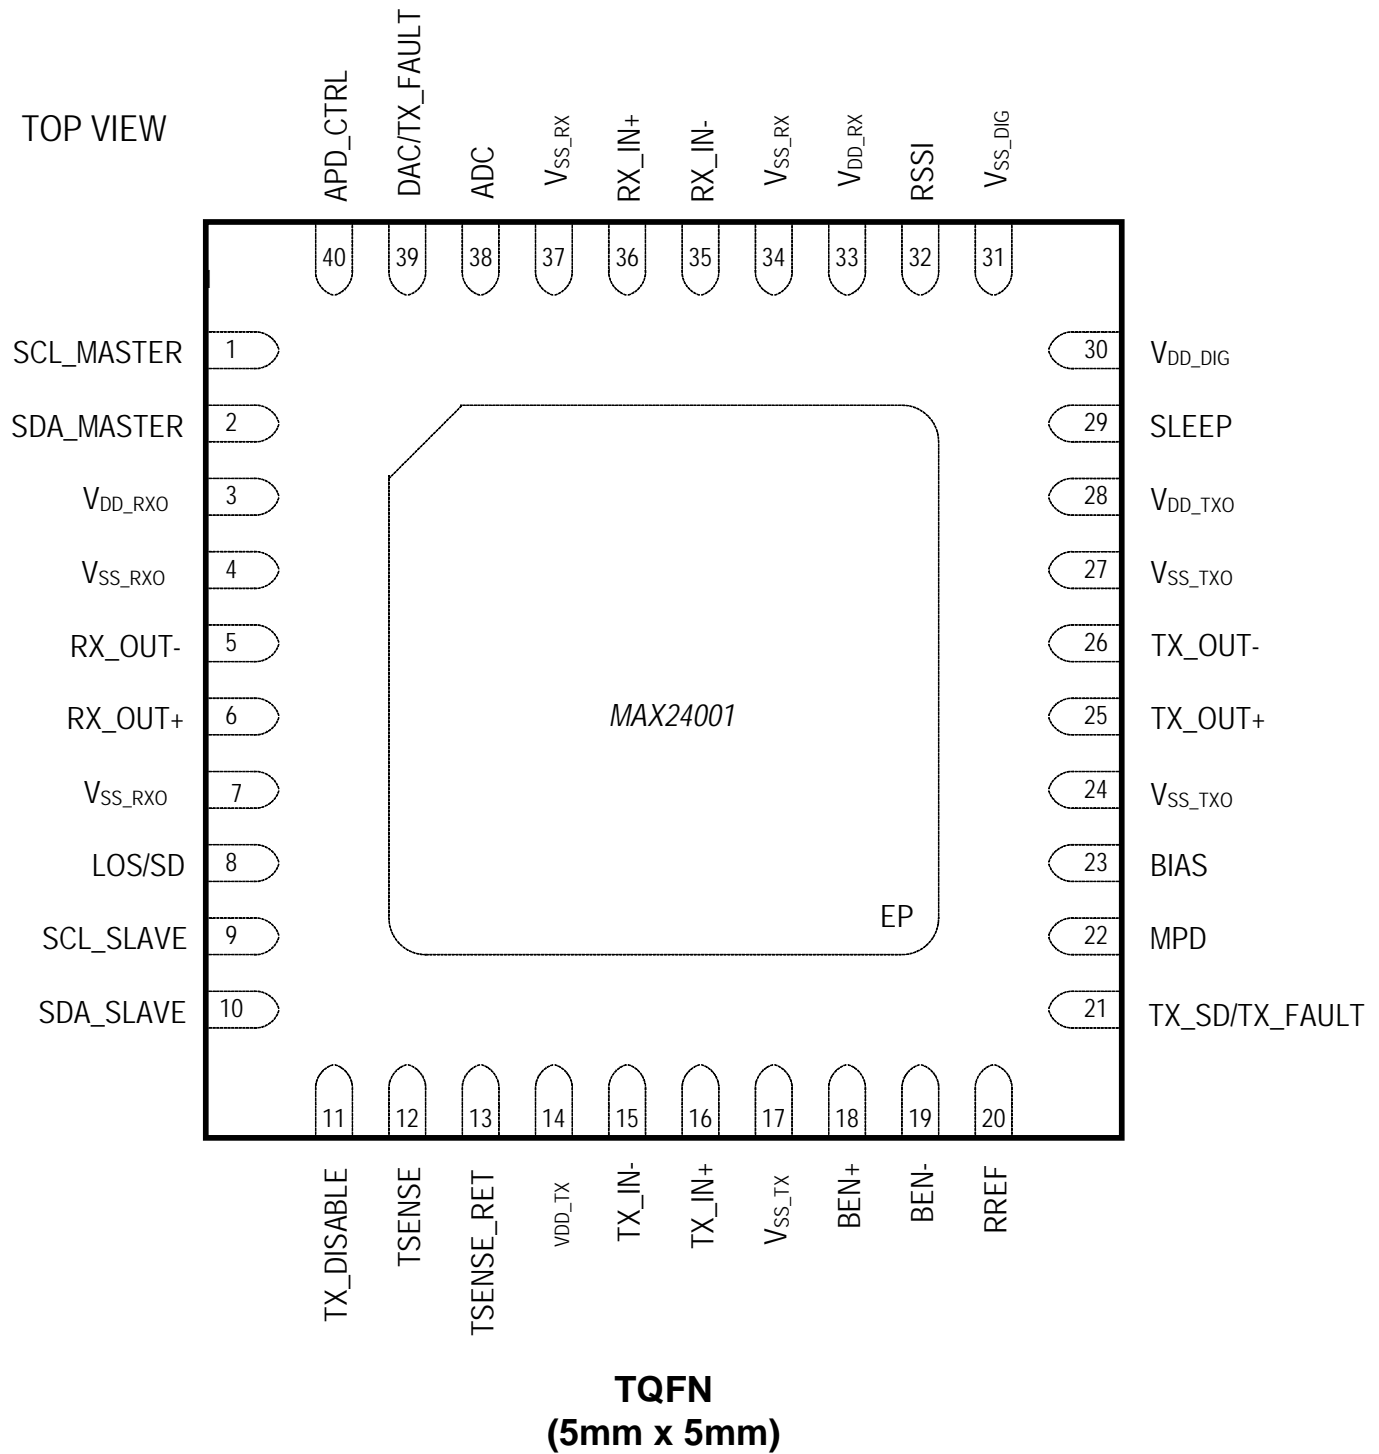 TOP VIEW
APD_CTRL
DAC/TX_FAULT
ADC
VSS_RX
RX_IN+
RX_IN-
VSS_RX
VDD_RX
RSSI
VSS_DIG
40 39 38 37 36 35 34 33 32 31
SCL_MASTER 1
SDA_MASTER 2
VDD_RXO 3
VSS_RXO 4
RX_OUT- 5
RX_OUT+ 6
VSS_RXO 7
LOS/SD 8
SCL_SLAVE 9
SDA_SLAVE 10
MAX24001
EP
30 VDD_DIG
29 SLEEP
28 VDD_TXO
27 VSS_TXO
26 TX_OUT-
25 TX_OUT+
24 VSS_TXO
23 BIAS
22 MPD
21 TX_SD/TX_FAULT
11 12 13 14 15 16 17 18 19 20
TX_DISABLE
TSENSE
TSENSE_RET
VDD_TX
TX_IN-
TX_IN+
VSS_TX
BEN+
BEN-
RREF
TQFN
(5mm x 5mm)